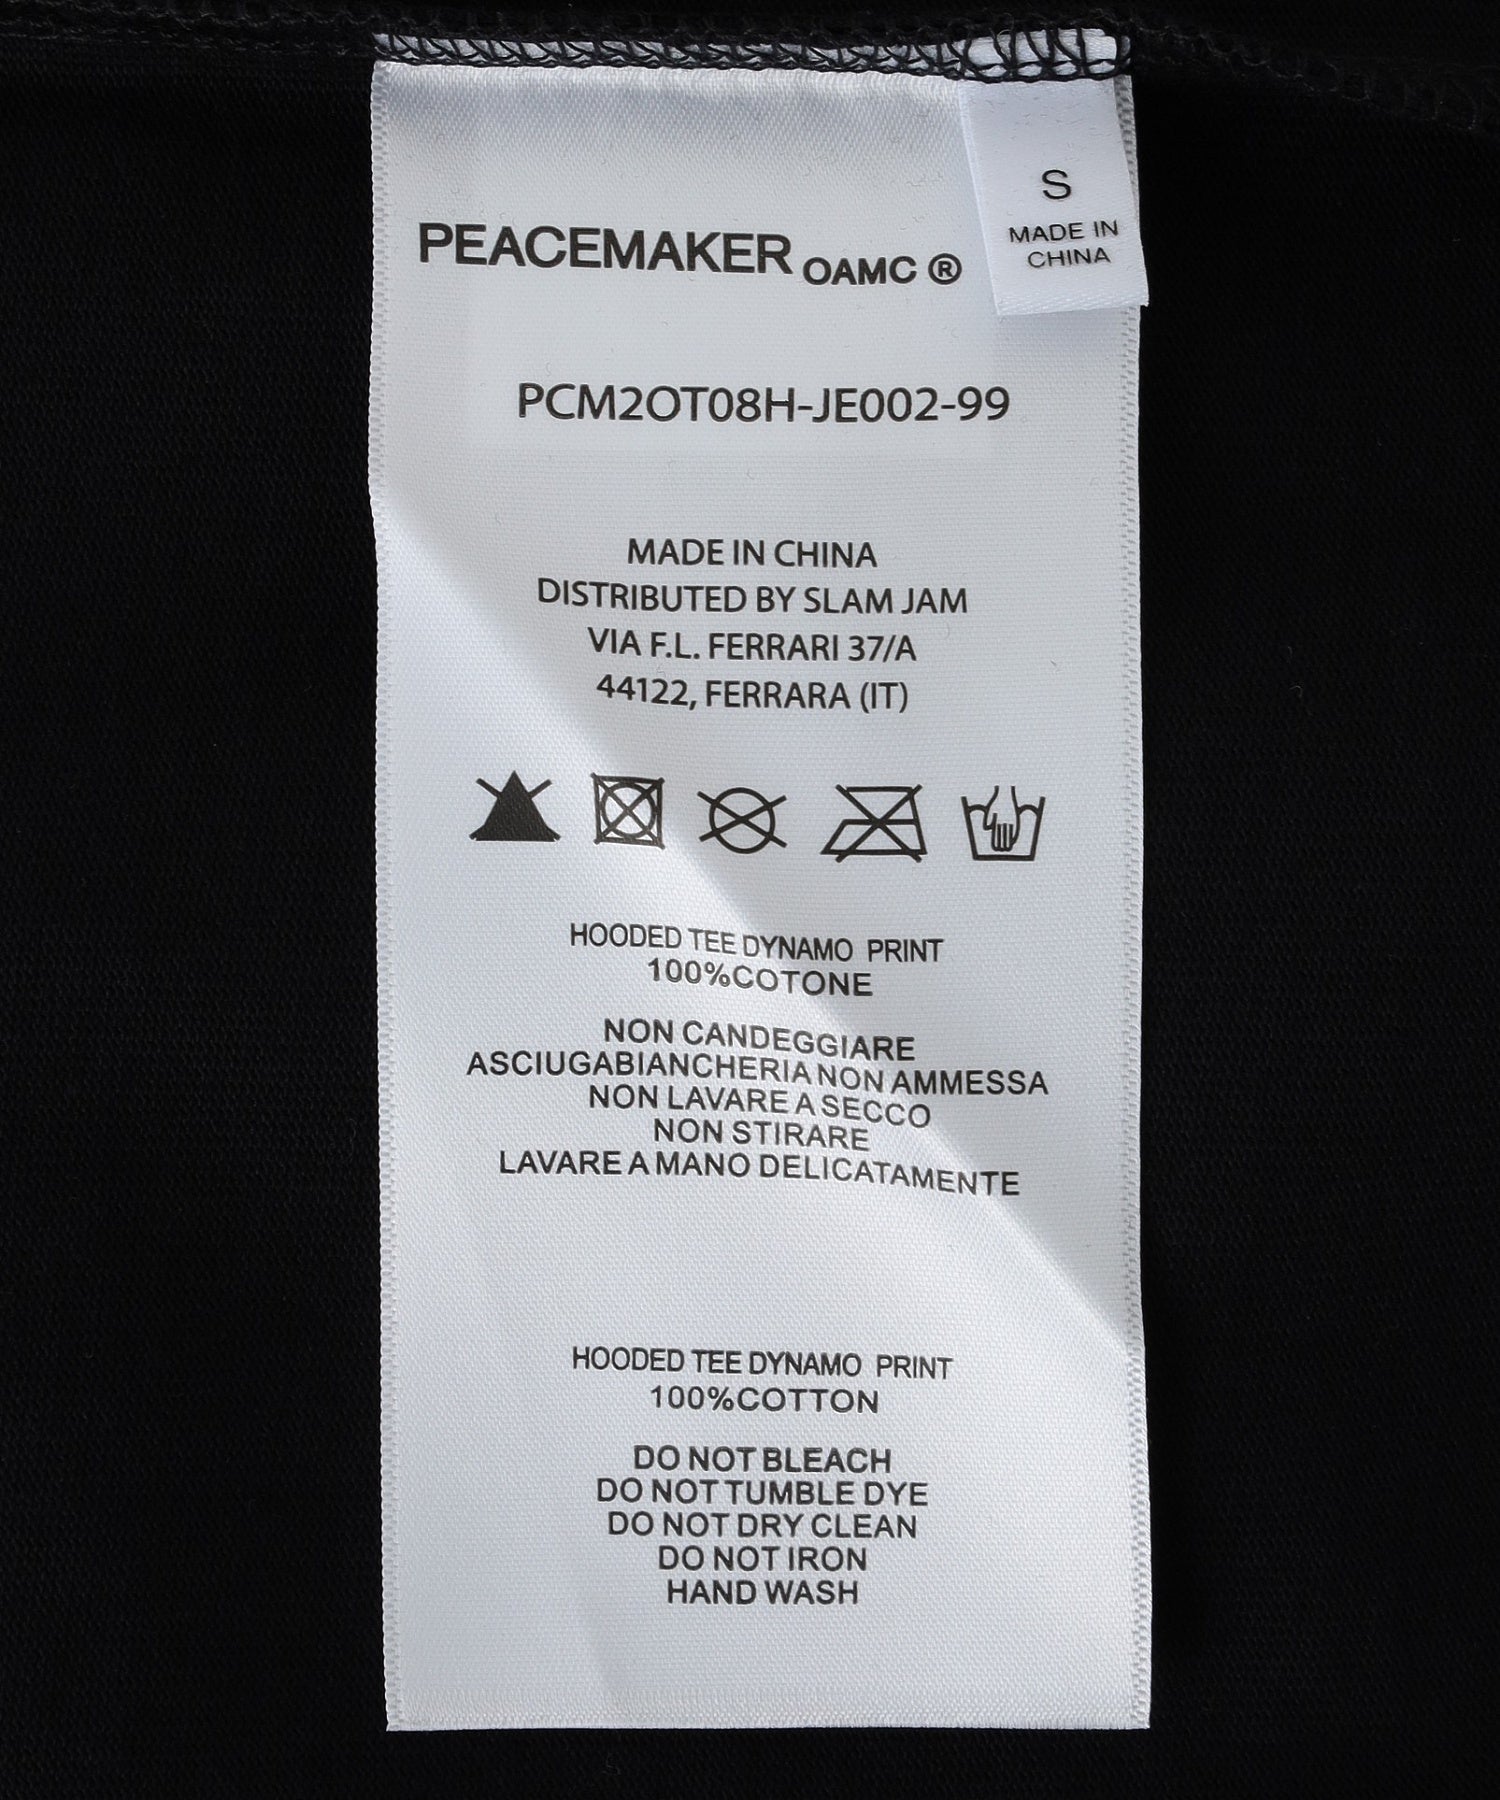 S
MADE IN
CHINA
PEACEMAKER OAMC ®
PCM2OT08H-JE002-99
MADE IN CHINA
DISTRIBUTED BY SLAM JAM
VIA F.L. FERRARI 37/A
44122, FERRARA (IT)
HOODED TEE DYNAMO PRINT
100%COTONE
NON CANDEGGIARE
ASCIUGABIANCHERIA NON AMMESSA
NON LAVARE A SECCO
NON STIRARE
LAVARE A MANO DELICATAMENTE
HOODED TEE DYNAMO PRINT
100%COTTON
DO NOT BLEACH
DO NOT TUMBLE DYE
DO NOT DRY CLEAN
DO NOT IRON
HAND WASH